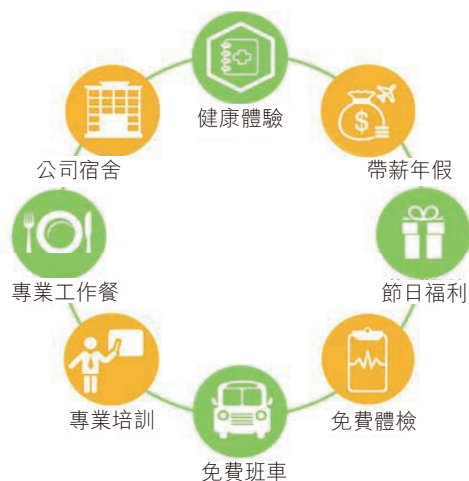 健康體驗
帶薪年假
節日福利
免費體檢
免費班車
專業培訓
專業工作餐
公司宿舍
$